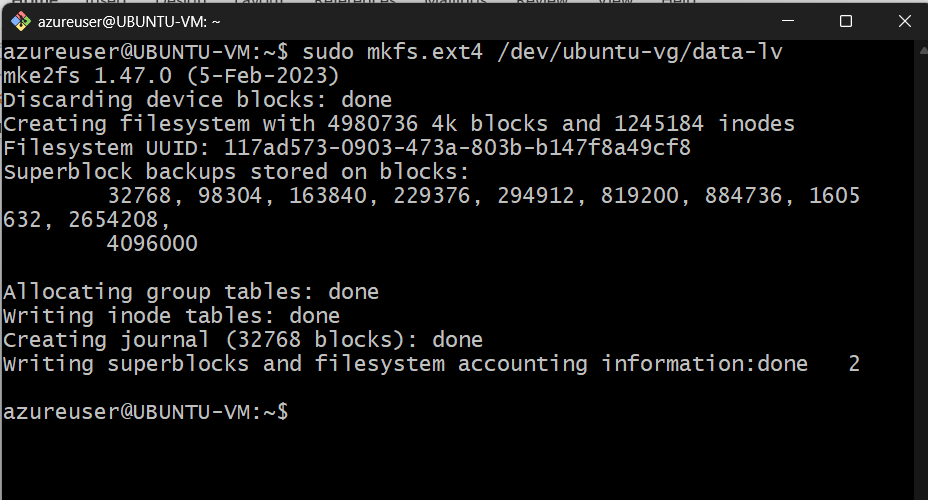 azureuser@UBUNTU-VM: ~
azureuser@UBUNTU-VM:~$ sudo mkfs.ext4 /dev/ubuntu-vg/data-lv
mke2fs 1.47.0 (5-Feb-2023)
Discarding device blocks: done
Creating filesystem with 4980736 4k blocks and 1245184 inodes
Filesystem UUID: 117ad573-0903-473a-803b-b147f8a49cf8
Superblock backups stored on blocks:
        32768, 98304, 163840, 229376, 294912, 819200, 884736, 1605
632, 2654208,
        4096000
Allocating group tables: done
Writing inode tables: done
Creating journal (32768 blocks): done
Writing superblocks and filesystem accounting information:done   2
azureuser@UBUNTU-VM:~$